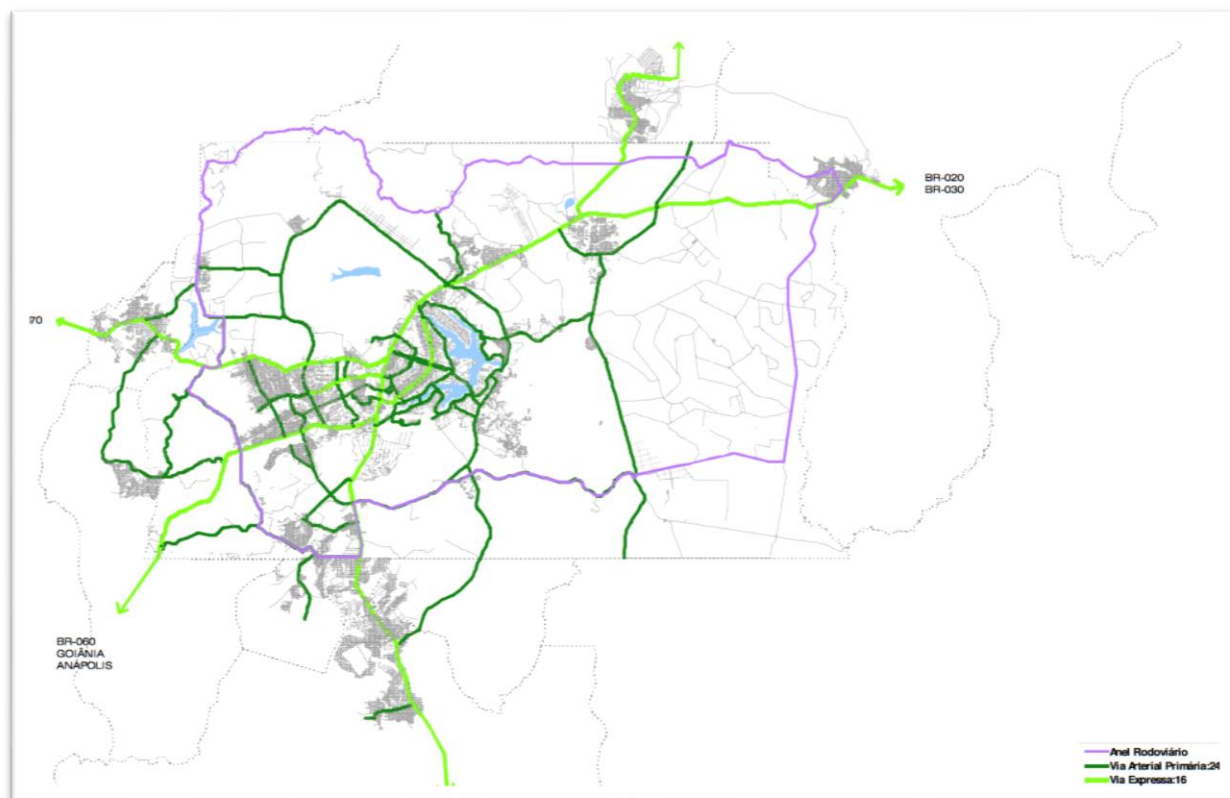 BR-020
BR-030
70
BR-060
GOIÂNIA
ANÁPOLIS
Anel Rodoviário
Via Arterial Primária:24
Via Expressa:16